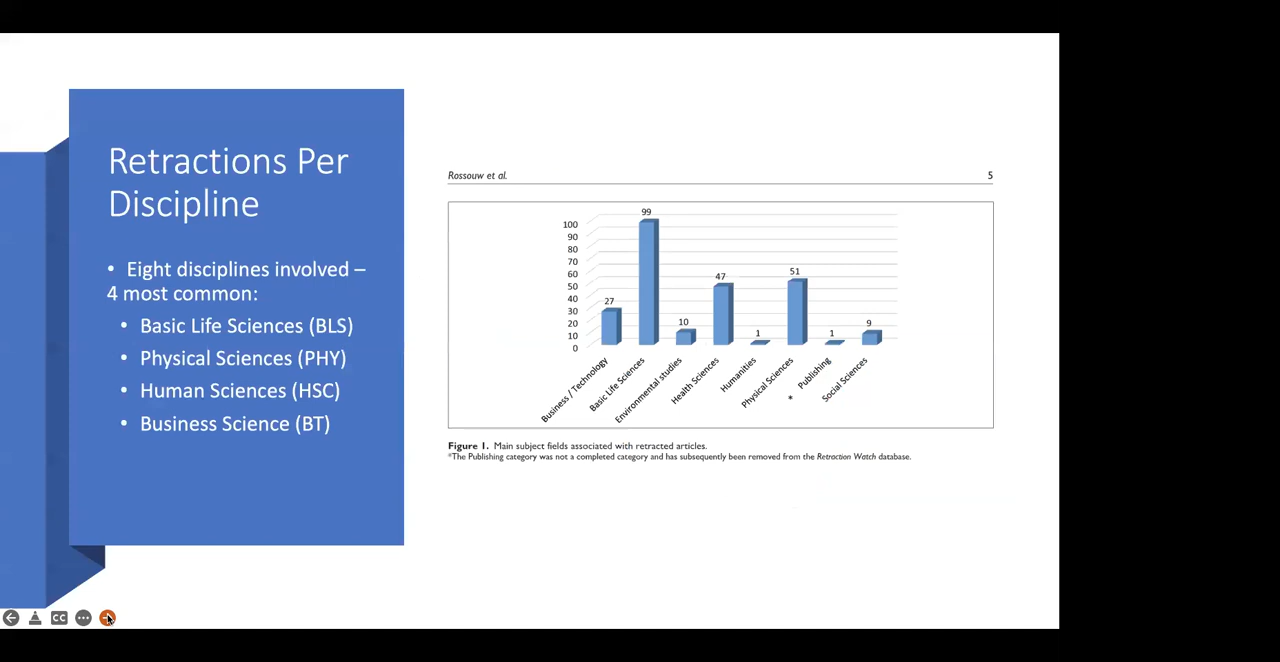 Retractions Per
Discipline
• Eight disciplines involved –
4 most common:
• Basic Life Sciences (BLS)
• Physical Sciences (PHY)
• Human Sciences (HSC)
• Business Science (BT)
Rossouw et al. 5
100
90
80
70
60
50
40
30
20
10
0
27
99
10
47
1
51
1
9
Business / Technology
Basic Life Sciences
Environmental studies
Health Sciences
Humanities
Physical Sciences
* Publishing
Social Sciences
Figure 1. Main subject fields associated with retracted articles.
*The Publishing category was not a completed category and has subsequently been removed from the Retraction Watch database.
CC